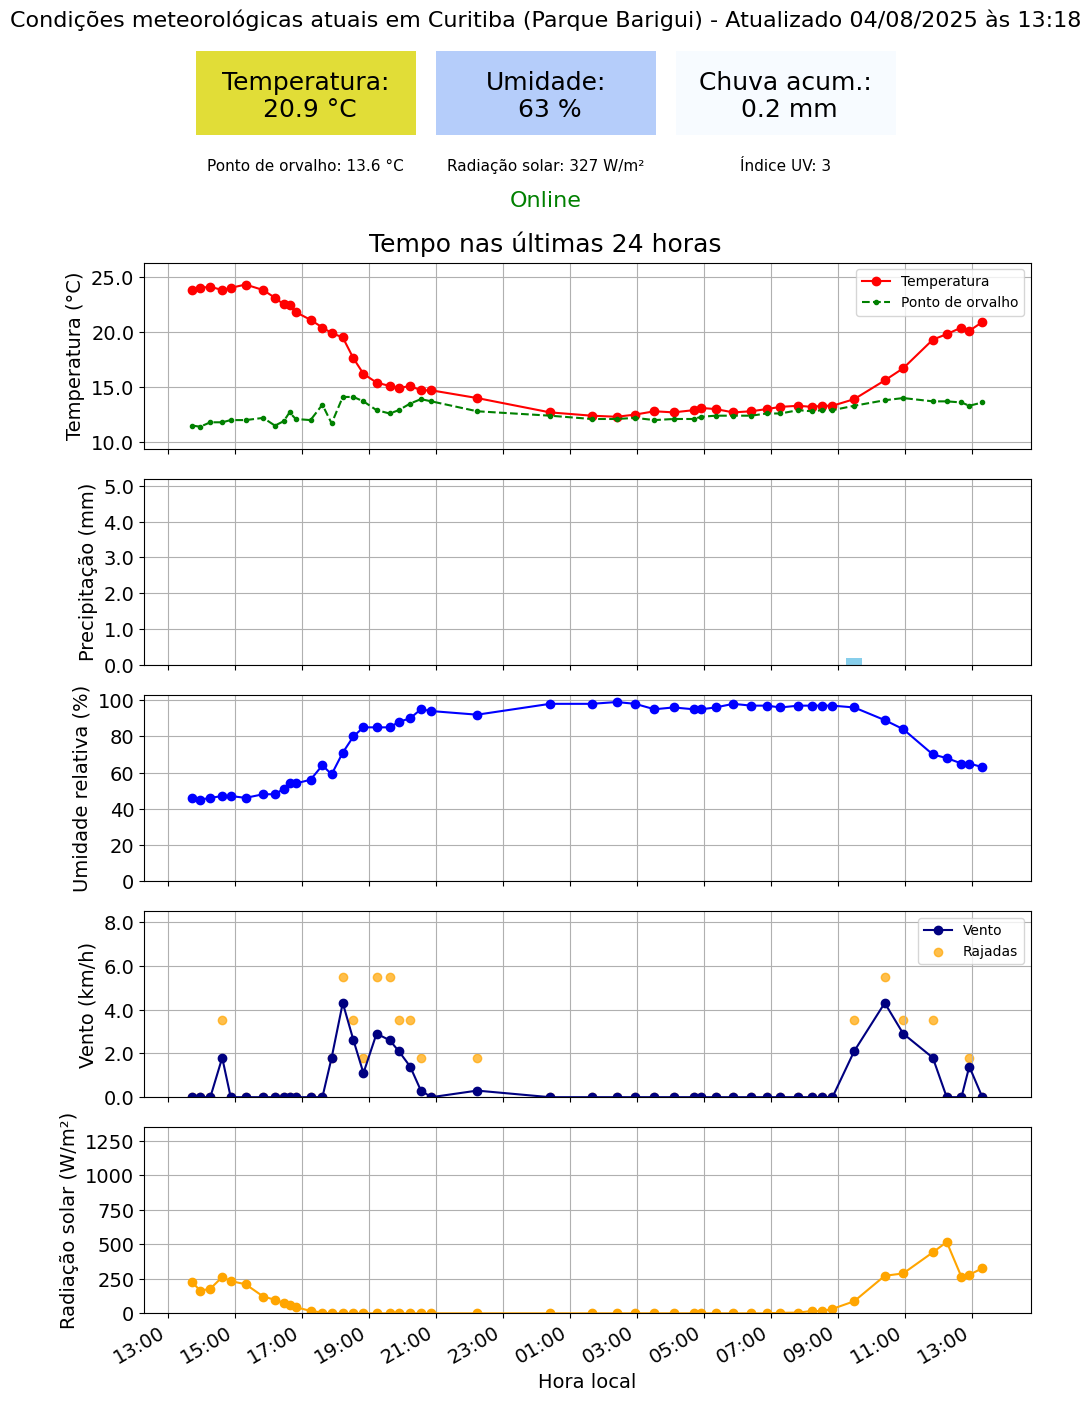 Condições meteorológicas atuais em Curitiba (Parque Barigui) - Atualizado 04/08/2025 às 13:18
Temperatura:
20.9 °C
Umidade:
63 %
Chuva acum.:
0.2 mm
Ponto de orvalho: 13.6 °C
Radiação solar: 327 W/m²
Índice UV: 3
Online
Tempo nas últimas 24 horas
Temperatura (°C)
25.0
20.0
15.0
10.0
Temperatura
Ponto de orvalho
Precipitação (mm)
5.0
4.0
3.0
2.0
1.0
0.0
Umidade relativa (%)
100
80
60
40
20
0
Vento (km/h)
8.0
6.0
4.0
2.0
0.0
Vento
Rajadas
Radiação solar (W/m²)
1250
1000
750
500
250
0
13:00
15:00
17:00
19:00
21:00
23:00
01:00
03:00
05:00
07:00
09:00
11:00
13:00
Hora local